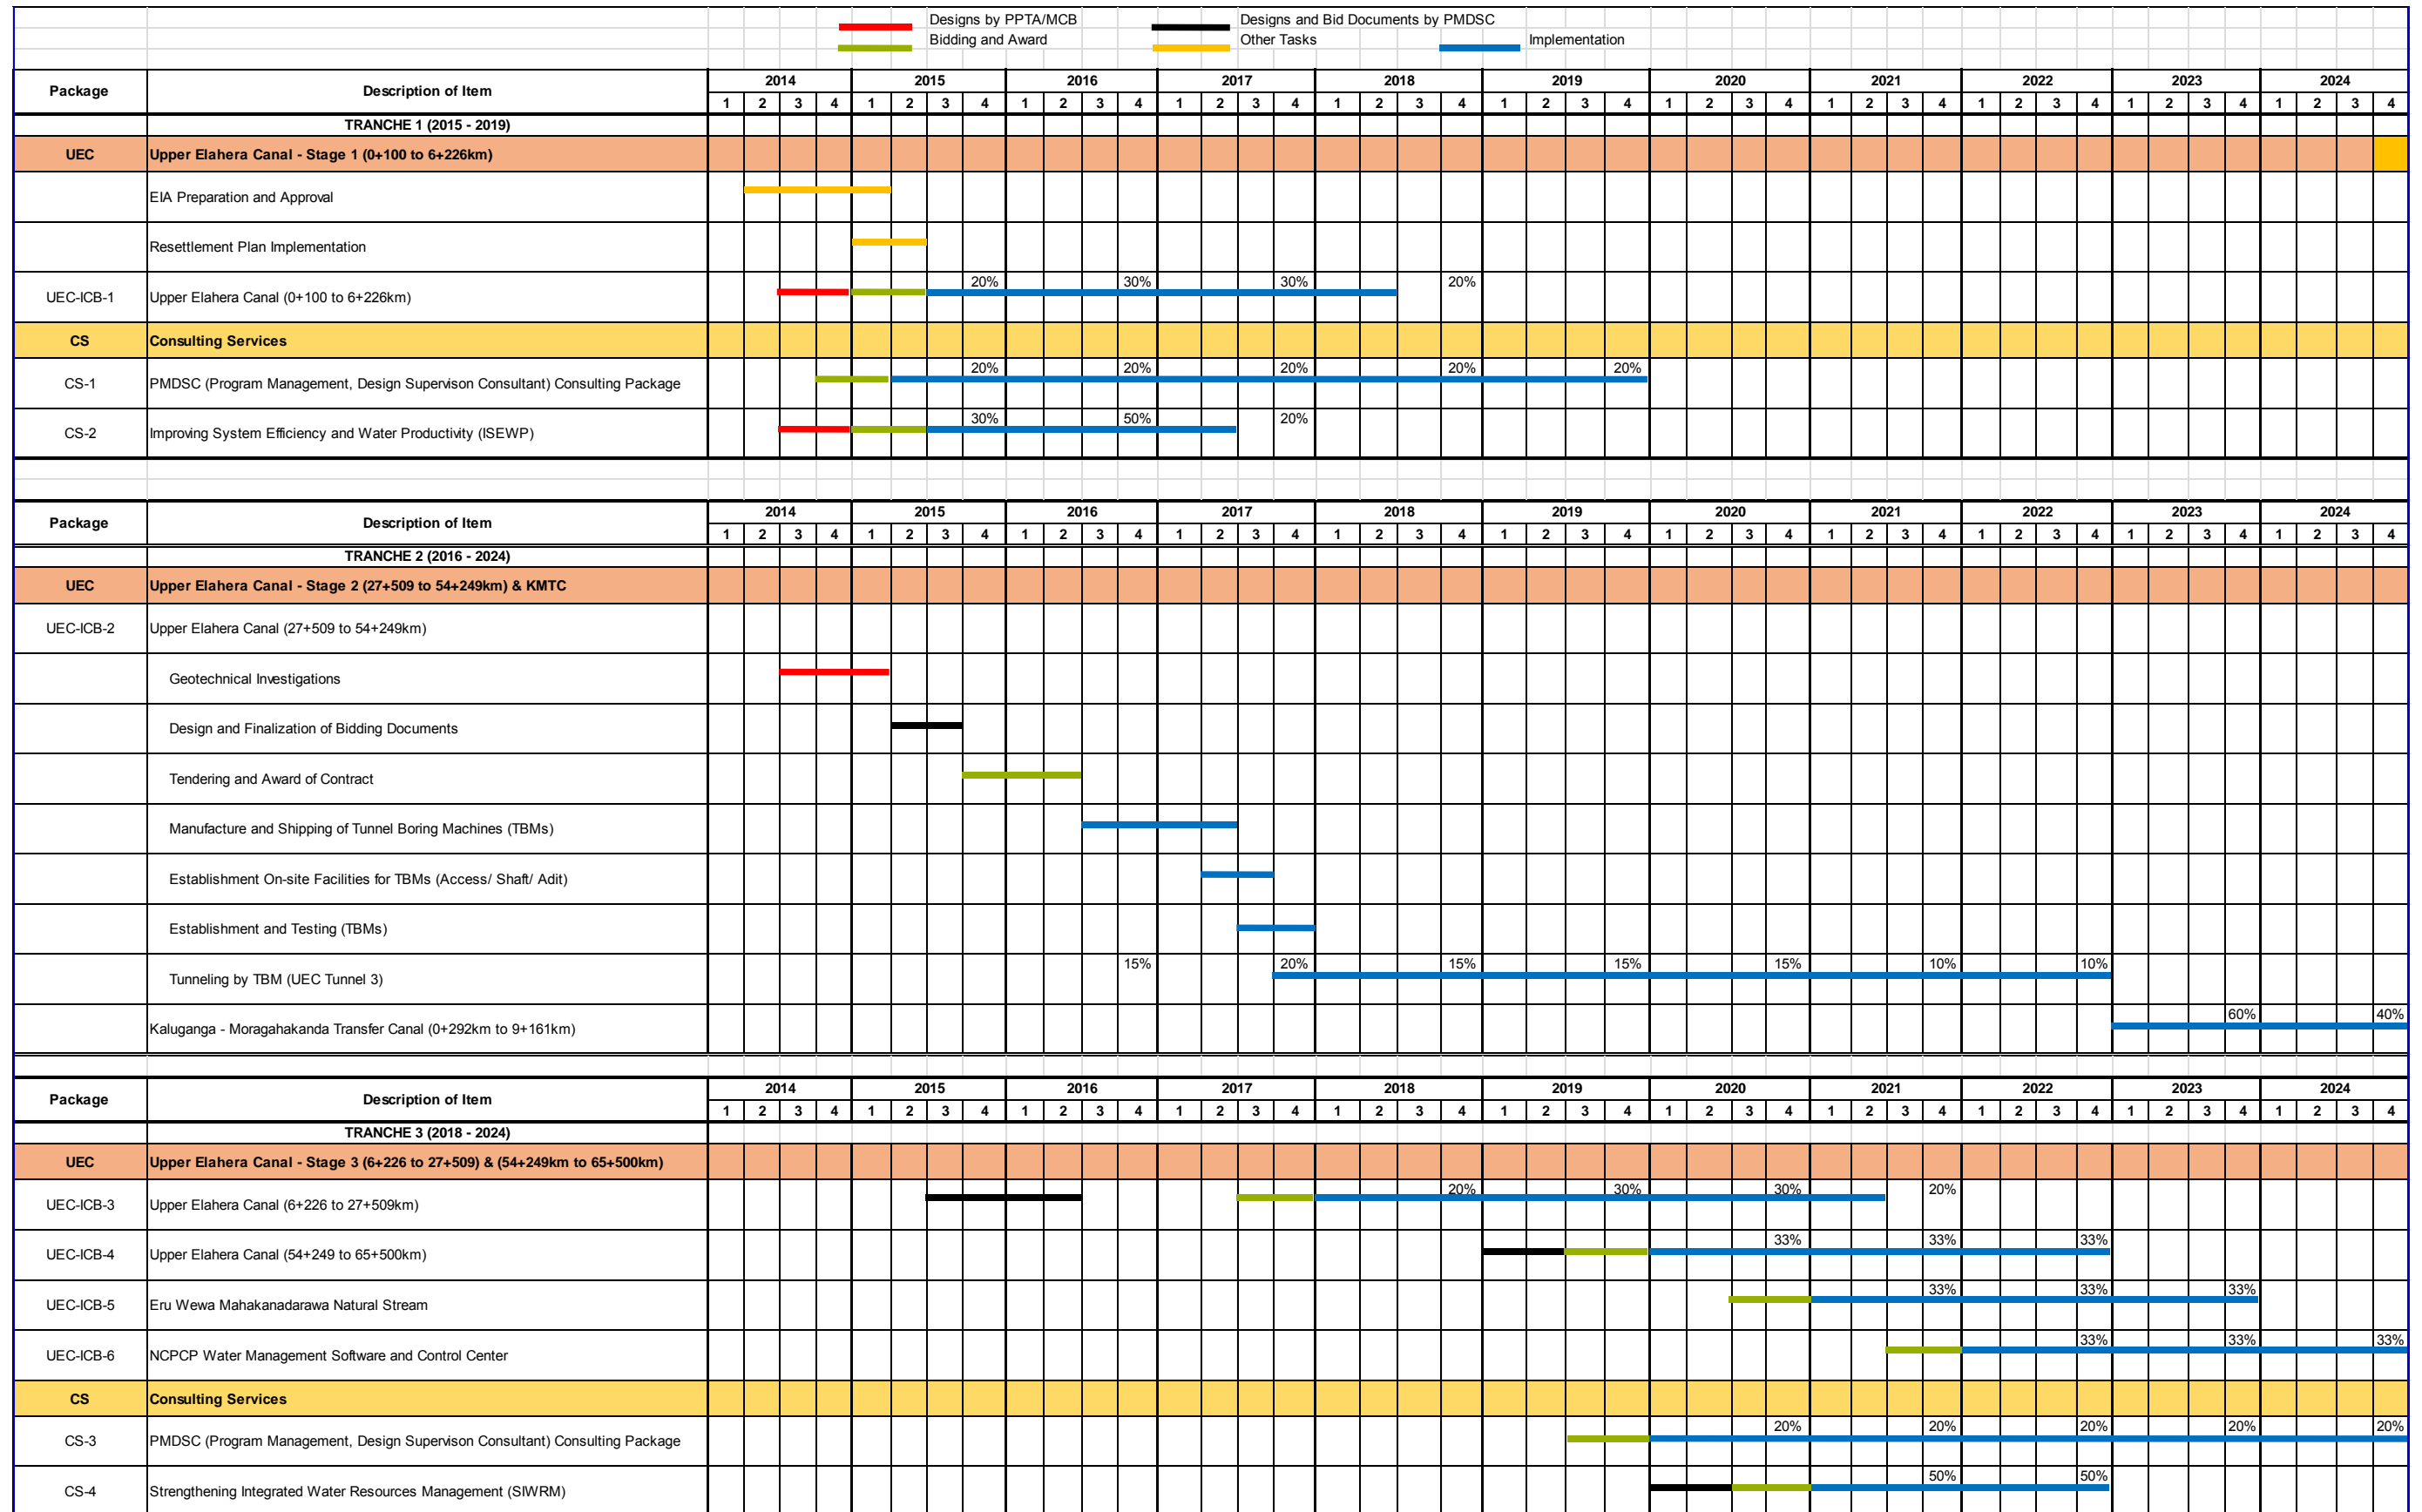 Designs by PPTA/MCB Designs and Bid Documents by PMDSC
Bidding and Award Other Tasks Implementation
Package Description of Item 2014 2015 2016 2017 2018 2019 2020 2021 2022 2023 2024
1 2 3 4 1 2 3 4 1 2 3 4 1 2 3 4 1 2 3 4 1 2 3 4 1 2 3 4 1 2 3 4 1 2 3 4 1 2 3 4 1 2 3 4
TRANCHE 1 (2015 - 2019)
UEC Upper Elahera Canal - Stage 1 (0+100 to 6+226km)
EIA Preparation and Approval
Resettlement Plan Implementation
UEC-ICB-1 Upper Elahera Canal (0+100 to 6+226km) 20% 30% 30% 20%
CS Consulting Services
CS-1 PMDSC (Program Management, Design Supervison Consultant) Consulting Package 20% 20% 20% 20% 20%
CS-2 Improving System Efficiency and Water Productivity (ISEWP) 30% 50% 20%
Package Description of Item 2014 2015 2016 2017 2018 2019 2020 2021 2022 2023 2024
1 2 3 4 1 2 3 4 1 2 3 4 1 2 3 4 1 2 3 4 1 2 3 4 1 2 3 4 1 2 3 4 1 2 3 4 1 2 3 4 1 2 3 4
TRANCHE 2 (2016 - 2024)
UEC Upper Elahera Canal - Stage 2 (27+509 to 54+249km) & KMTC
UEC-ICB-2 Upper Elahera Canal (27+509 to 54+249km)
Geotechnical Investigations
Design and Finalization of Bidding Documents
Tendering and Award of Contract
Manufacture and Shipping of Tunnel Boring Machines (TBMs)
Establishment On-site Facilities for TBMs (Access/ Shaft/ Adit)
Establishment and Testing (TBMs)
Tunneling by TBM (UEC Tunnel 3) 15% 20% 15% 15% 15% 10% 10%
Kaluganga - Moragahakanda Transfer Canal (0+292km to 9+161km) 60% 40%
Package Description of Item 2014 2015 2016 2017 2018 2019 2020 2021 2022 2023 2024
1 2 3 4 1 2 3 4 1 2 3 4 1 2 3 4 1 2 3 4 1 2 3 4 1 2 3 4 1 2 3 4 1 2 3 4 1 2 3 4 1 2 3 4
TRANCHE 3 (2018 - 2024)
UEC Upper Elahera Canal - Stage 3 (6+226 to 27+509) & (54+249km to 65+500km)
UEC-ICB-3 Upper Elahera Canal (6+226 to 27+509km) 20% 30% 30% 20%
UEC-ICB-4 Upper Elahera Canal (54+249 to 65+500km) 33% 33% 33%
UEC-ICB-5 Eru Wewa Mahakanadarawa Natural Stream 33% 33% 33%
UEC-ICB-6 NCPCP Water Management Software and Control Center 33% 33% 33%
CS Consulting Services
CS-3 PMDSC (Program Management, Design Supervison Consultant) Consulting Package 20% 20% 20% 20% 20%
CS-4 Strengthening Integrated Water Resources Management (SIWRM) 50% 50%